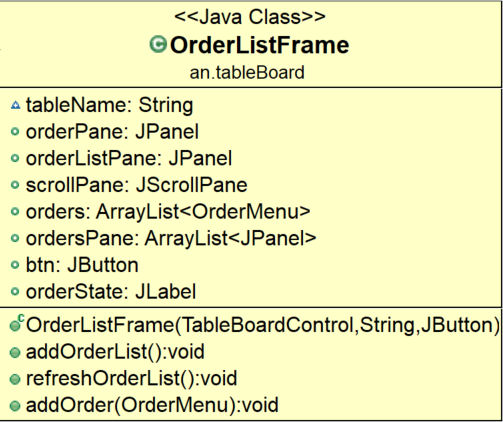 <<Java Class>>
OrderListFrame
an.tableBoard
tableName: String
orderPane: JPanel
orderListPane: JPanel
scrollPane: JScrollPane
orders: ArrayList<OrderMenu>
ordersPane: ArrayList<JPanel>
btn: JButton
orderState: JLabel
OrderListFrame(TableBoardControl,String,JButton)
addOrderList():void
refreshOrderList():void
addOrder(OrderMenu):void